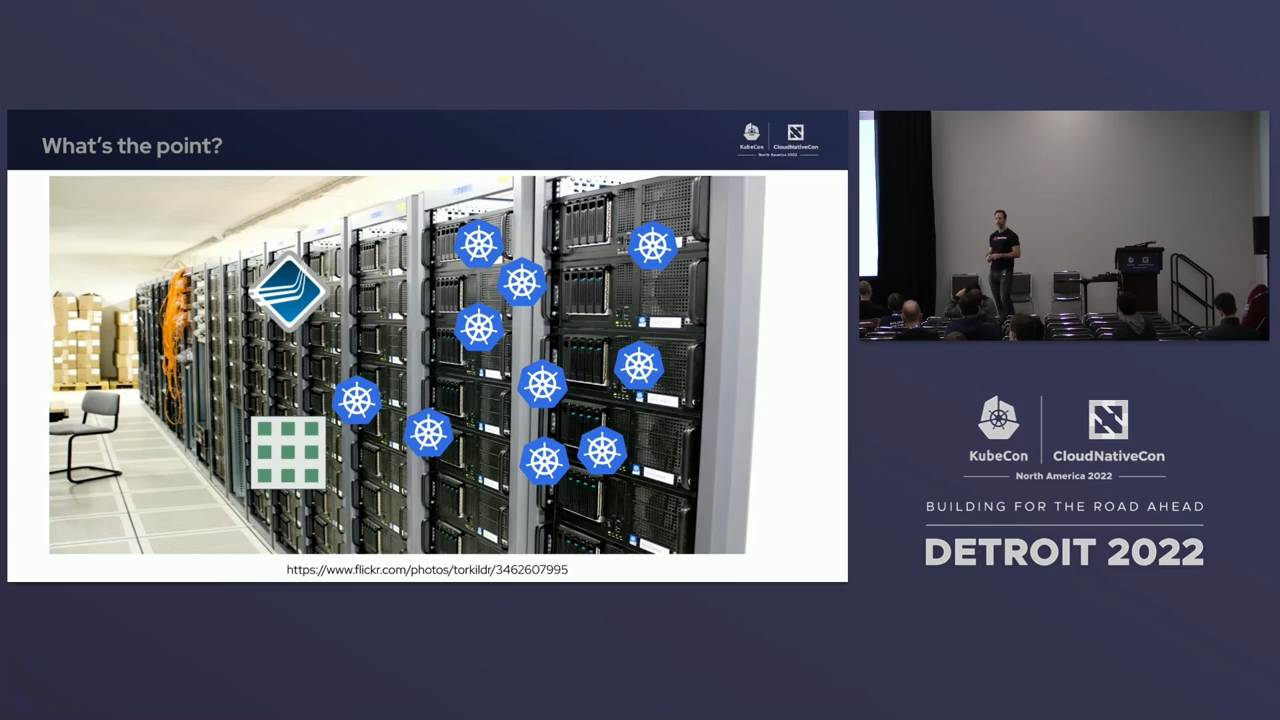 What's the point?
KubeCon
CloudNativeCon
North America 2022
https://www.flickr.com/photos/torkildr/3462607995
KubeCon
CloudNativeCon
North America 2022
BUILDING FOR THE ROAD AHEAD
DETROIT 2022